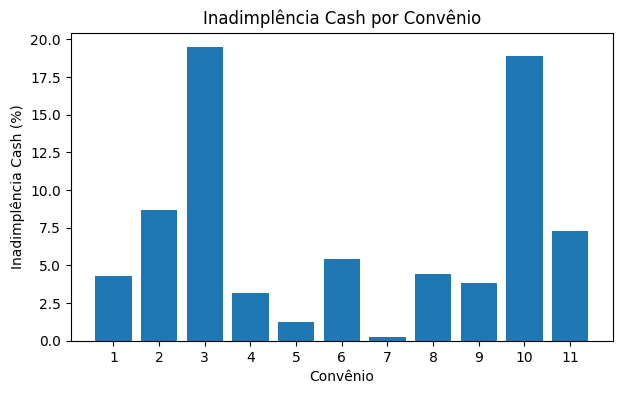 Inadimplência Cash por Convênio
Inadimplência Cash (%)
20.0
17.5
15.0
12.5
10.0
7.5
5.0
2.5
0.0
1 2 3 4 5 6 7 8 9 10 11
Convênio